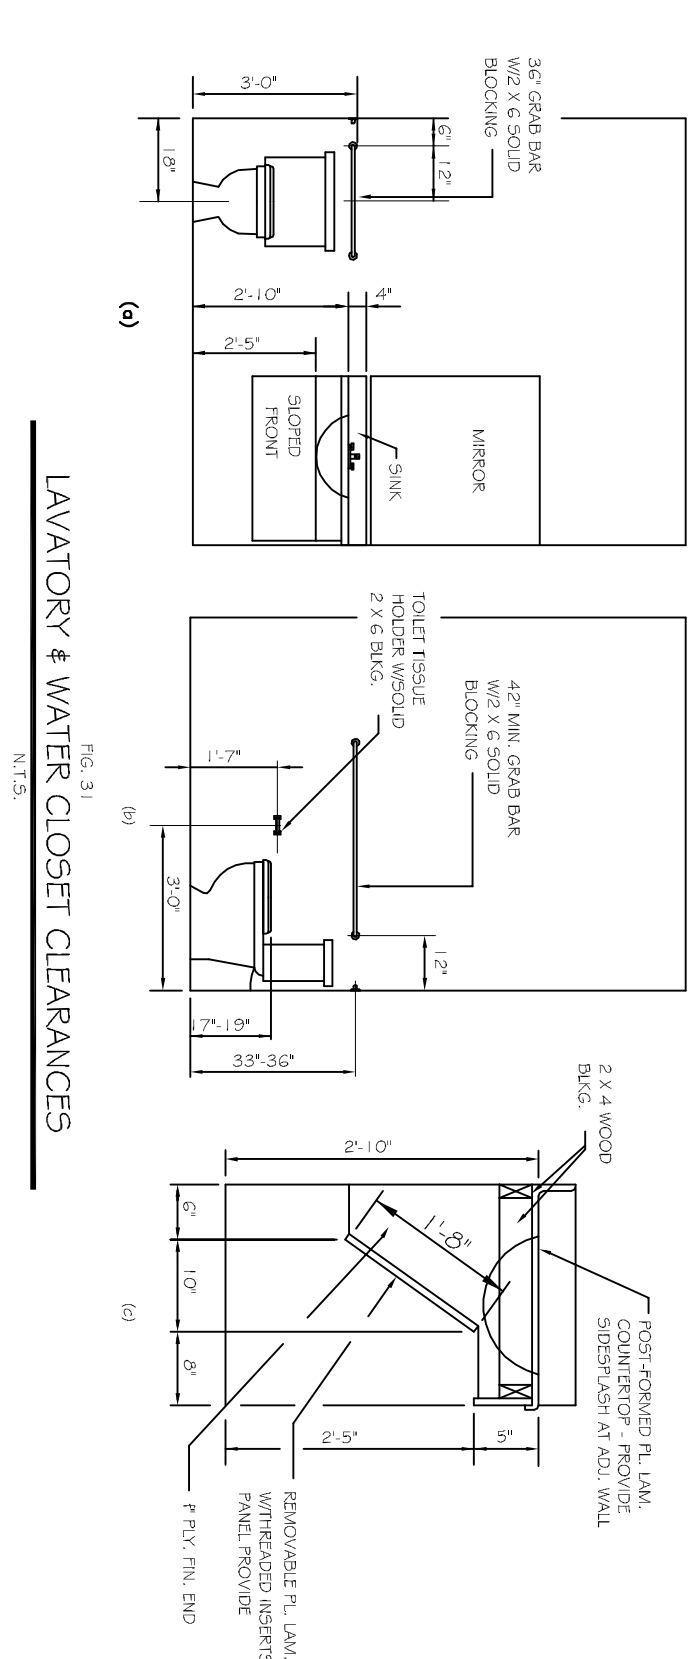 36" GRAB BAR
W/2 X 6 SOLID
BLOCKING
3'-0"
6"
12"
18"
2'-10"
4"
2'-5"
MIRROR
SINK
SLOPED
FRONT
(a)
TOILET TISSUE
HOLDER W/SOLID
2 X 6 BLKG.
42" MIN. GRAB BAR
W/2 X 6 SOLID
BLOCKING
1'-7"
3'-0"
12"
17"-19"
33"-36"
(b)
2 X 4 WOOD
BLKG.
2'-10"
6"
10"
8"
1'-8"
2'-5"
5"
POST-FORMED PL. LAM.
COUNTERTOP - PROVIDE
SIDESPLASH AT ADJ. WALL
REMOVABLE PL. LAM.
W/THREADED INSERTS
PANEL PROVIDE
PLY. FIN. END
(c)
FIG. 31
LAVATORY & WATER CLOSET CLEARANCES
N.T.S.